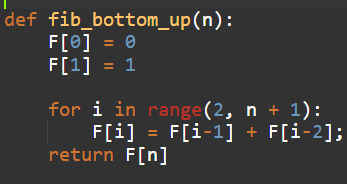 def fib_bottom_up(n):
    F[0] = 0
    F[1] = 1
    for i in range(2, n + 1):
        F[i] = F[i-1] + F[i-2];
    return F[n]